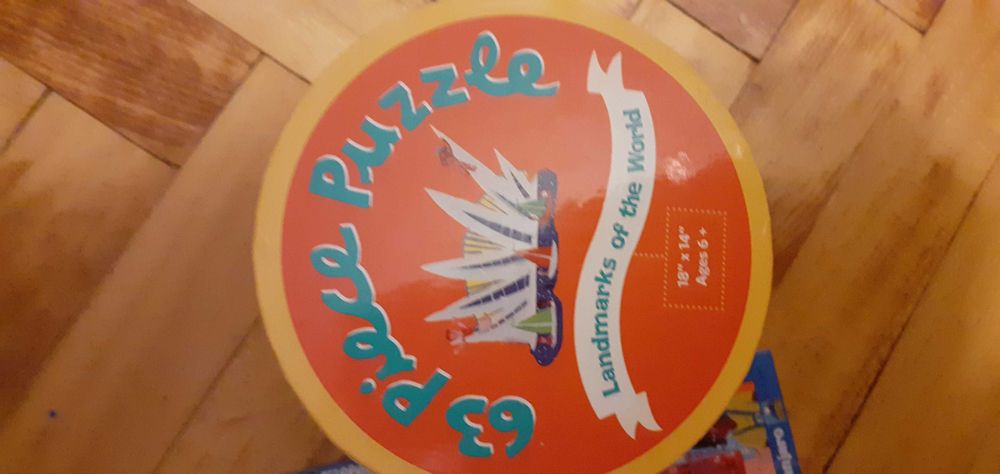 63 Piece Puzzle
Landmarks of the World
18" x 14"
Ages 6 +